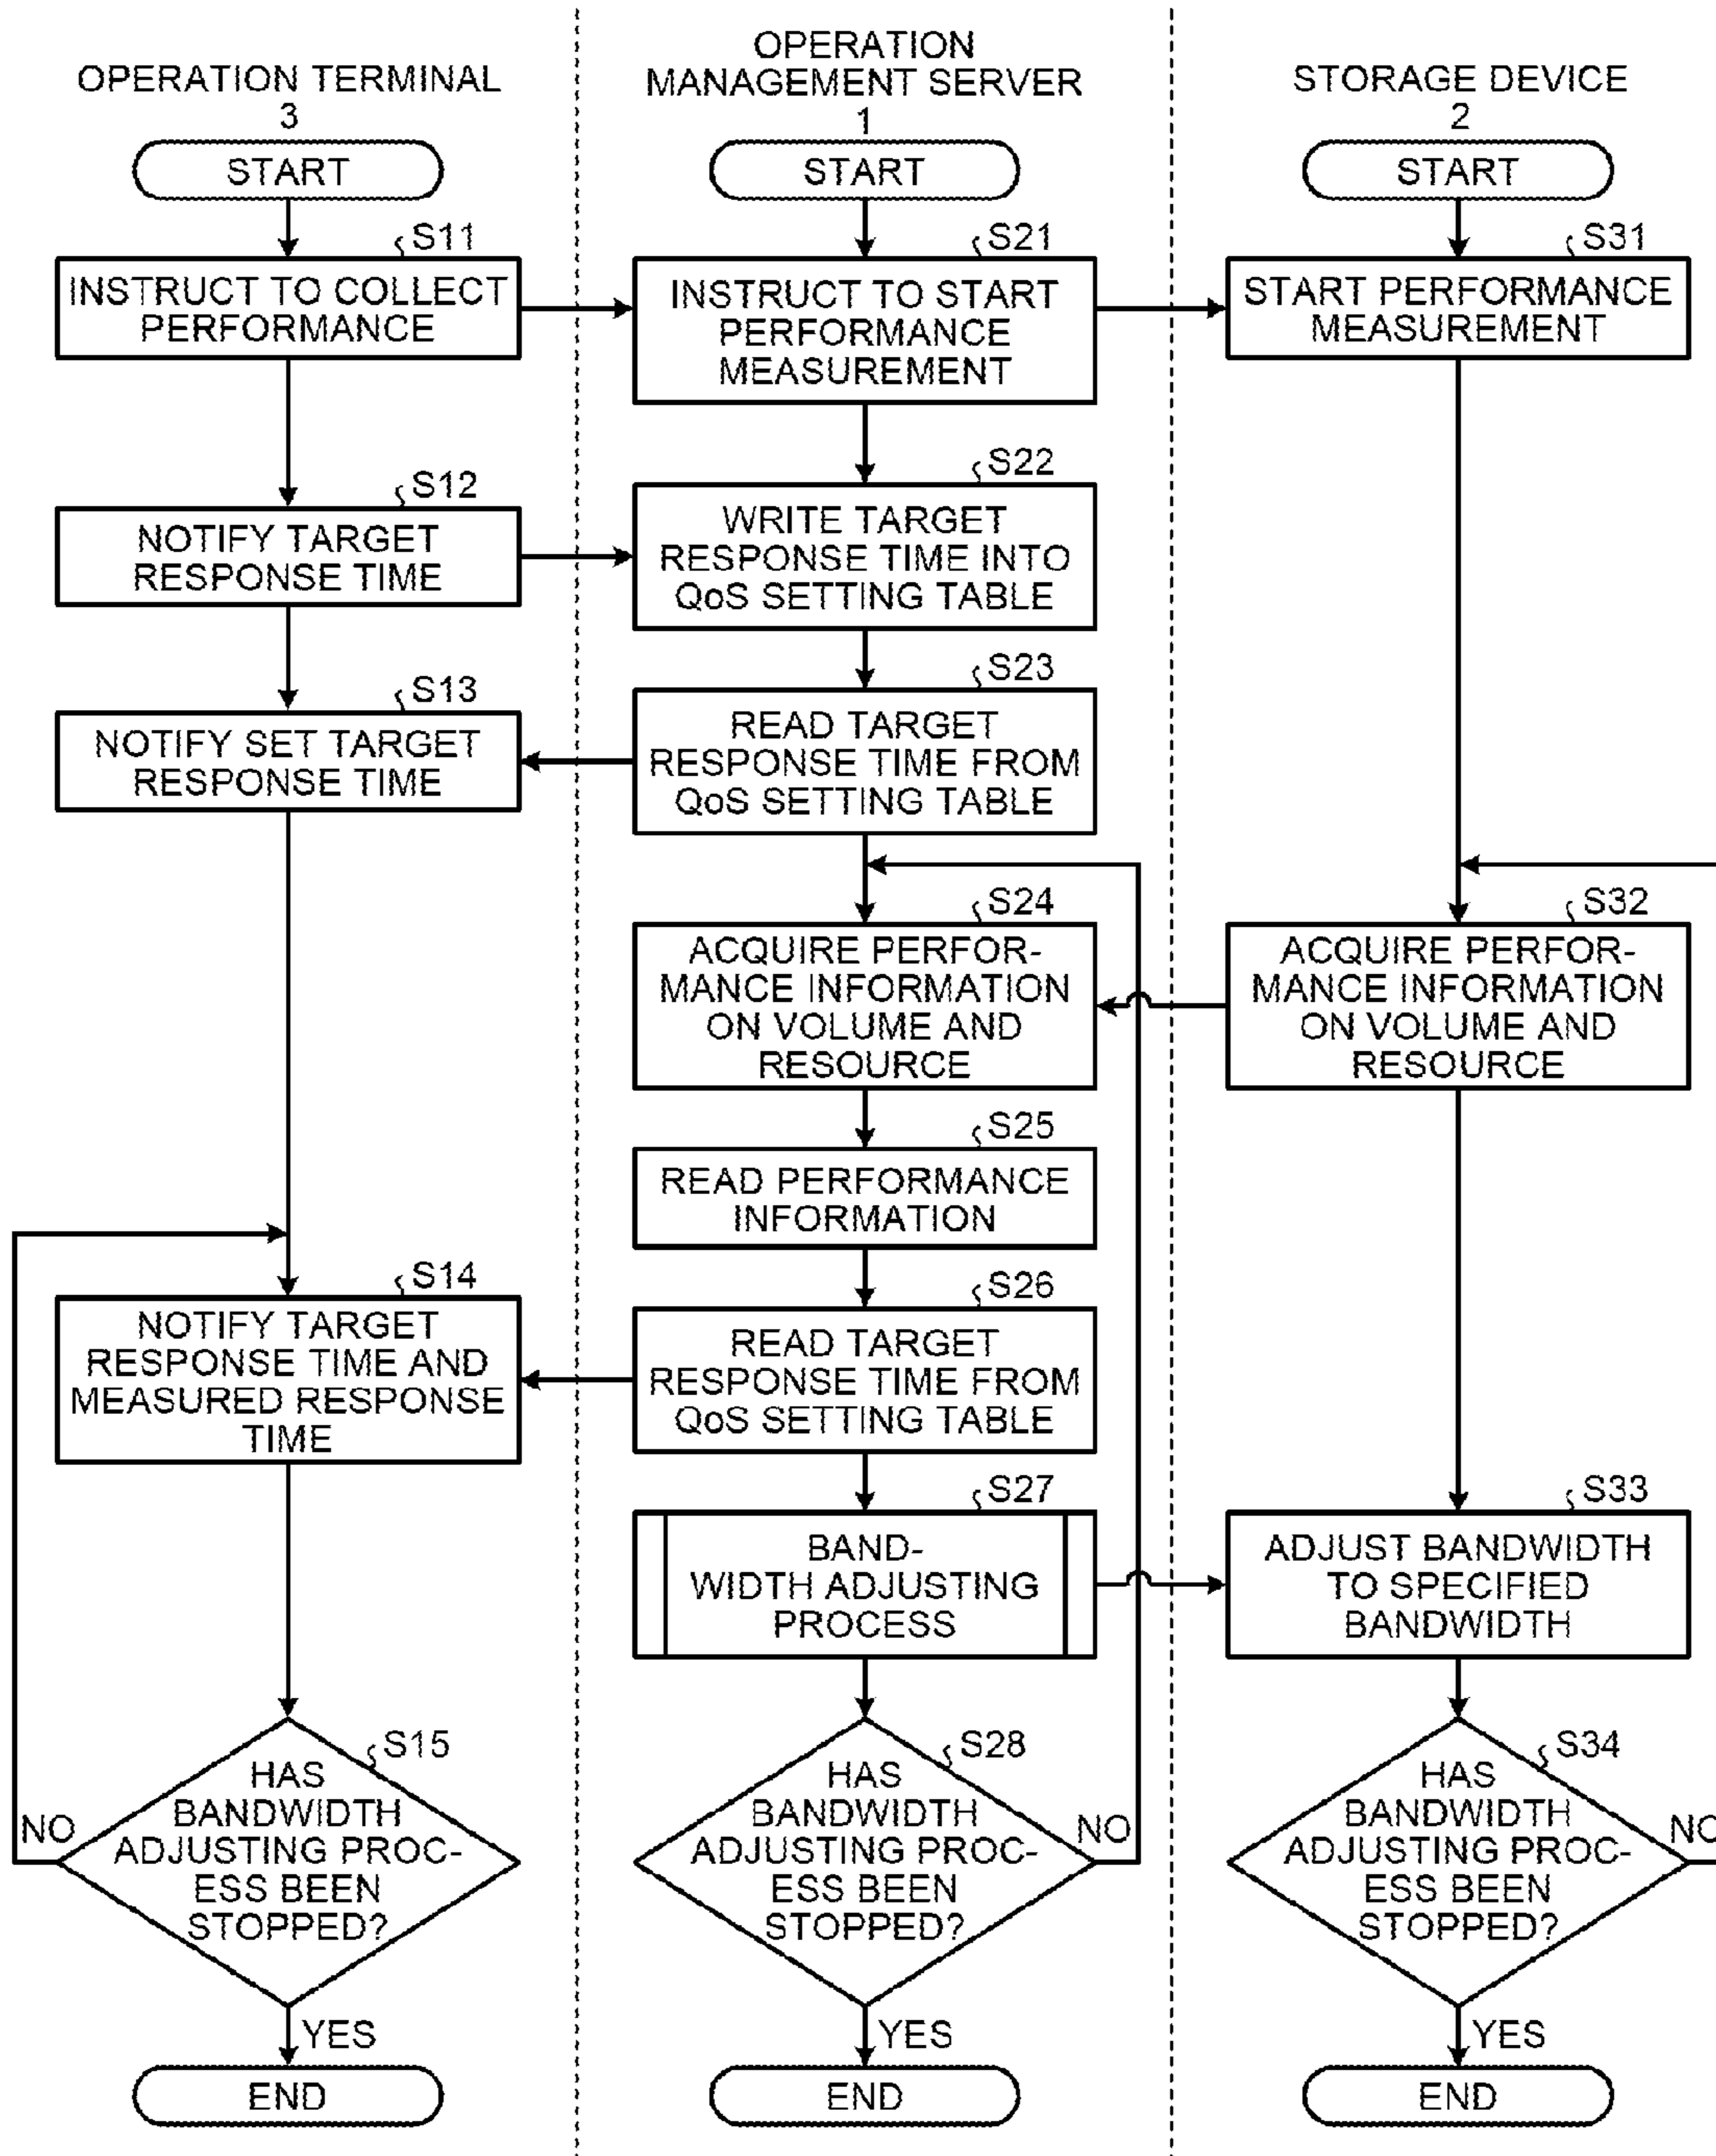 OPERATION TERMINAL
3
START
S11
INSTRUCT TO COLLECT
PERFORMANCE
S12
NOTIFY TARGET
RESPONSE TIME
S13
NOTIFY SET TARGET
RESPONSE TIME
S14
NOTIFY TARGET
RESPONSE TIME AND
MEASURED RESPONSE
TIME
S15
HAS
BANDWIDTH
ADJUSTING PROC-
ESS BEEN
STOPPED?
NO
YES
END
OPERATION
MANAGEMENT SERVER
1
START
S21
INSTRUCT TO START
PERFORMANCE
MEASUREMENT
S22
WRITE TARGET
RESPONSE TIME INTO
QoS SETTING TABLE
S23
READ TARGET
RESPONSE TIME FROM
QoS SETTING TABLE
S24
ACQUIRE PERFOR-
MANCE INFORMATION
ON VOLUME AND
RESOURCE
S25
READ PERFORMANCE
INFORMATION
S26
READ TARGET
RESPONSE TIME FROM
QoS SETTING TABLE
S27
BAND-
WIDTH ADJUSTING
PROCESS
S28
HAS
BANDWIDTH
ADJUSTING PROC-
ESS BEEN
STOPPED?
NO
YES
END
STORAGE DEVICE
2
START
S31
START PERFORMANCE
MEASUREMENT
S32
ACQUIRE PERFOR-
MANCE INFORMATION
ON VOLUME AND
RESOURCE
S33
ADJUST BANDWIDTH
TO SPECIFIED
BANDWIDTH
S34
HAS
BANDWIDTH
ADJUSTING PROC-
ESS BEEN
STOPPED?
NO
YES
END